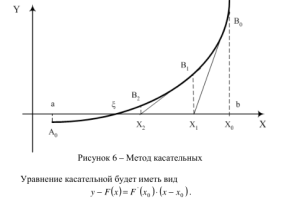 Y
B₀
B₁
B₂
a
ξ
b
A₀
X₂
X₁
X₀
X
Рисунок 6 – Метод касательных
Уравнение касательной будет иметь вид
y − F(x) = F′(x₀)·(x − x₀).